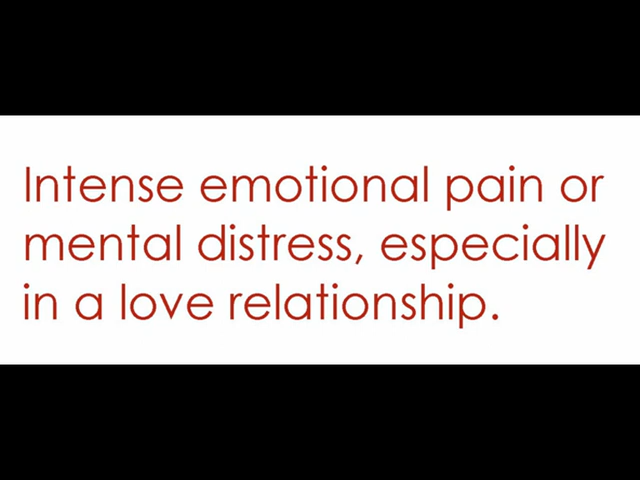 Intense emotional pain or
mental distress, especially
in a love relationship.